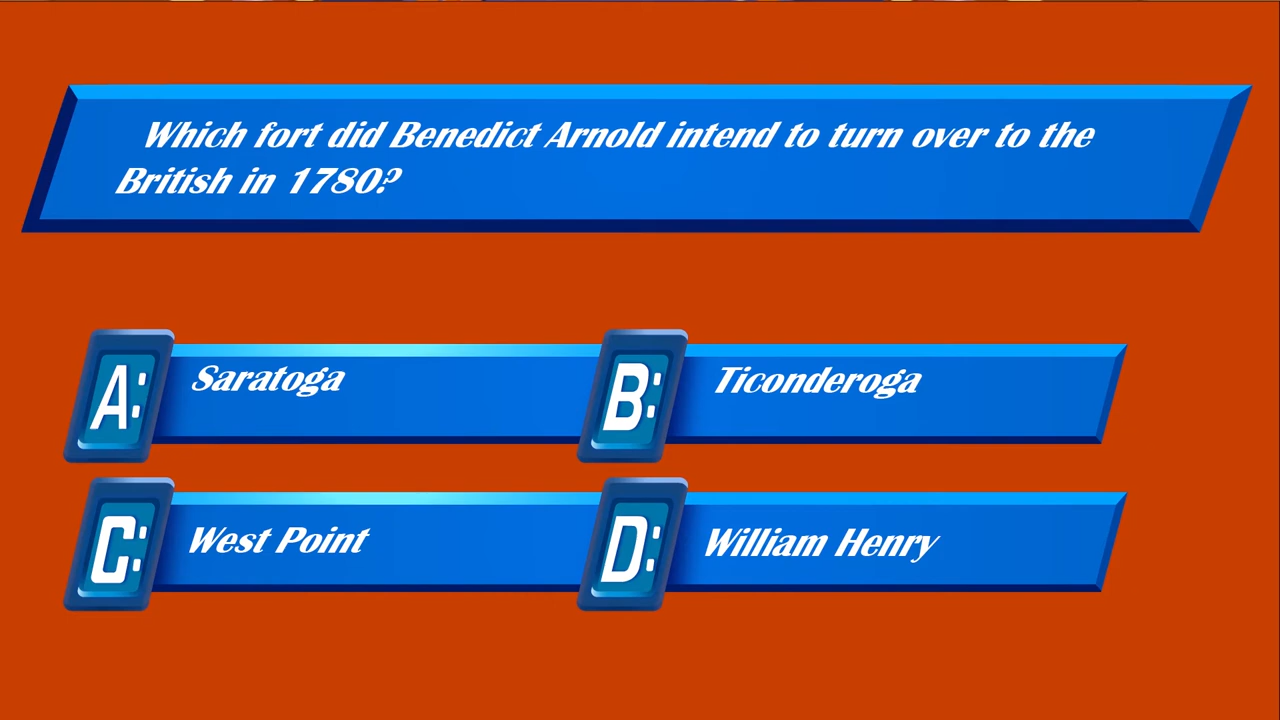 Which fort did Benedict Arnold intend to turn over to the
British in 1780?
A: Saratoga
B: Ticonderoga
C: West Point
D: William Henry